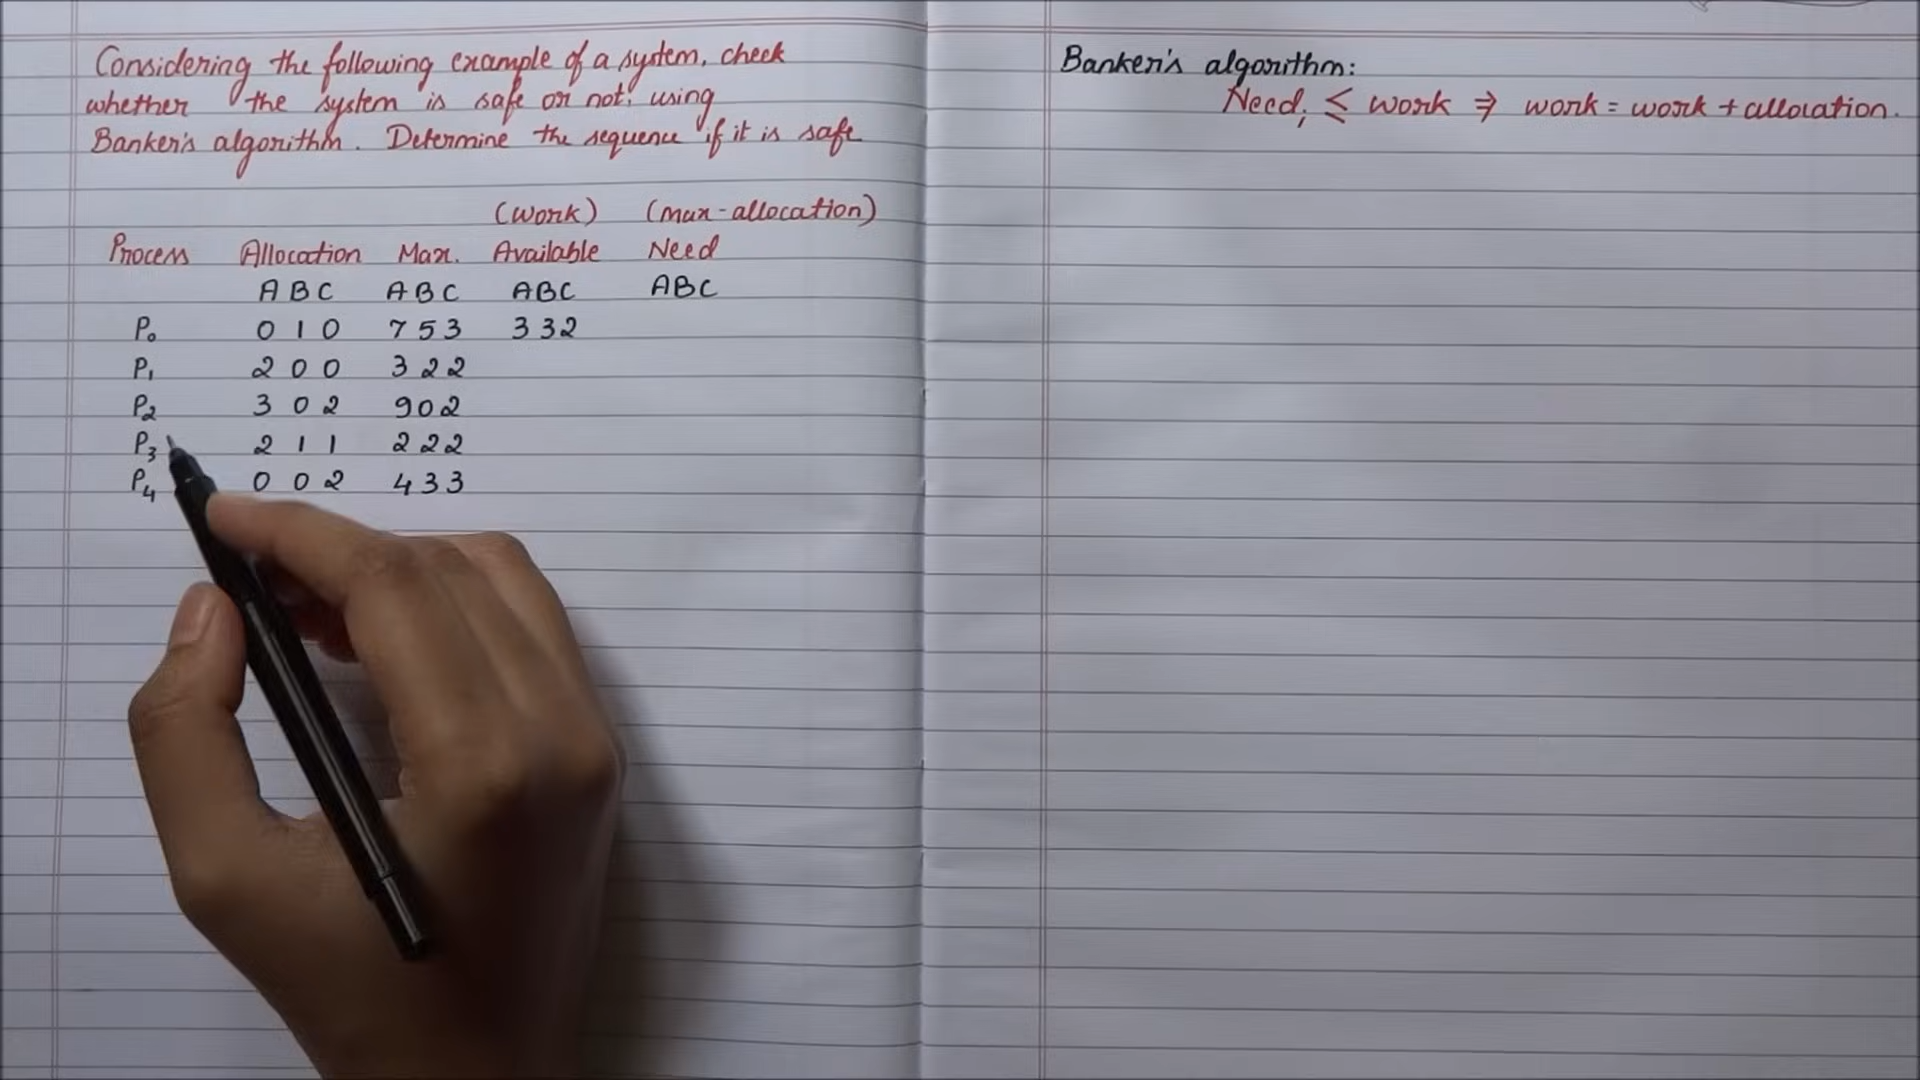 Considering the following example of a system, check
whether the system is safe or not, using
Banker's algorithm. Determine the sequence if it is safe
(Work) (max-allocation)
Process Allocation Max. Available Need
A B C A B C A B C A B C
P0 0 1 0 7 5 3 3 3 2
P1 2 0 0 3 2 2
P2 3 0 2 9 0 2
P3 2 1 1 2 2 2
P4 0 0 2 4 3 3
Banker's algorithm:
Needi ≤ work ⇒ work = work + allocation.